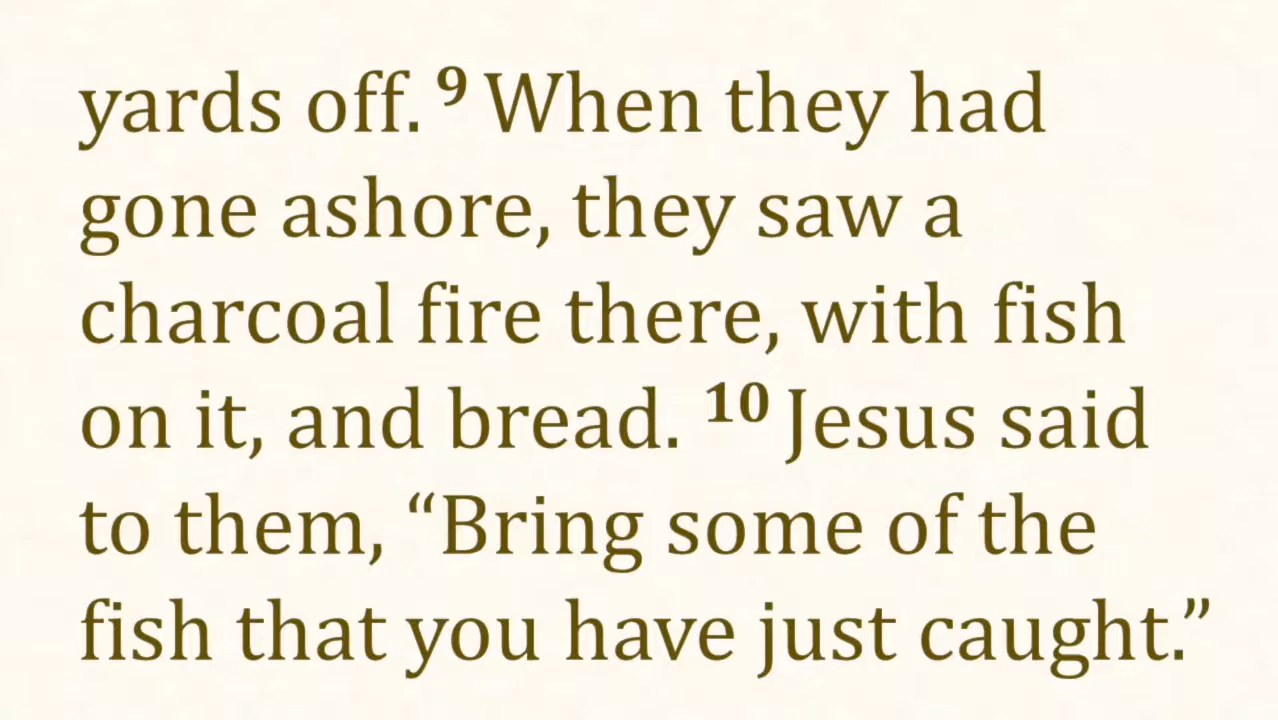 yards off. ⁹ When they had
gone ashore, they saw a
charcoal fire there, with fish
on it, and bread. ¹⁰ Jesus said
to them, “Bring some of the
fish that you have just caught.”